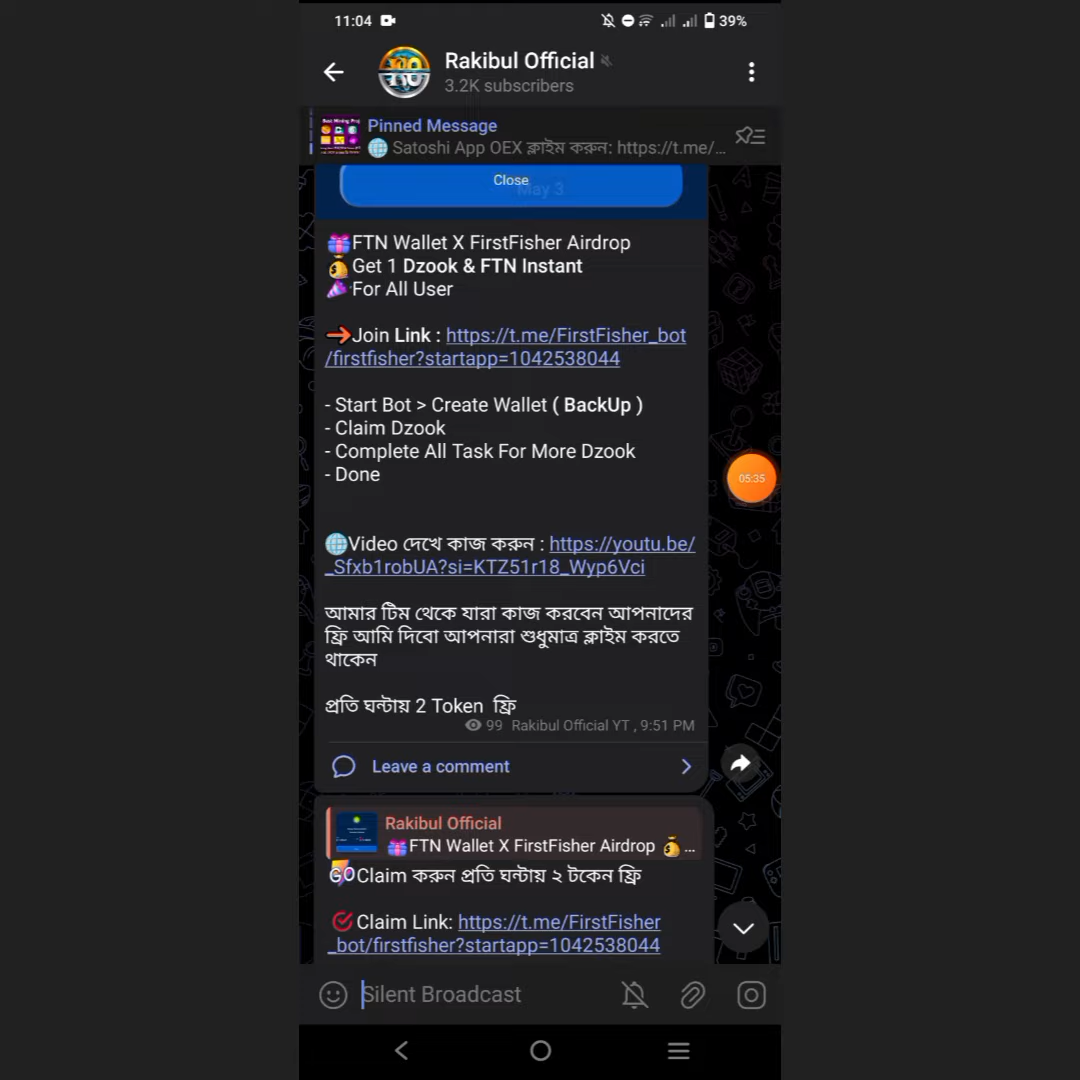 11:04
39%
Rakibul Official
3.2K subscribers
Pinned Message
Satoshi App OEX ক্লাইম করুন: https://t.me/...
Close
May 3
FTN Wallet X FirstFisher Airdrop
Get 1 Dzook & FTN Instant
For All User
Join Link : https://t.me/FirstFisher_bot
/firstfisher?startapp=1042538044
- Start Bot > Create Wallet ( BackUp )
- Claim Dzook
- Complete All Task For More Dzook
- Done
05:35
Video দেখে কাজ করুন : https://youtu.be/
_Sfxb1robUA?si=KTZ51r18_Wyp6Vci
আমার টিম থেকে যারা কাজ করবেন আপনাদের
ফ্রি আমি দিবো আপনারা শুধুমাত্র ক্লাইম করতে
থাকেন
প্রতি ঘন্টায় 2 Token ফ্রি
99 Rakibul Official YT , 9:51 PM
Leave a comment
Rakibul Official
FTN Wallet X FirstFisher Airdrop ...
GO Claim করুন প্রতি ঘন্টায় ২ টকেন ফ্রি
Claim Link: https://t.me/FirstFisher
_bot/firstfisher?startapp=1042538044
Silent Broadcast